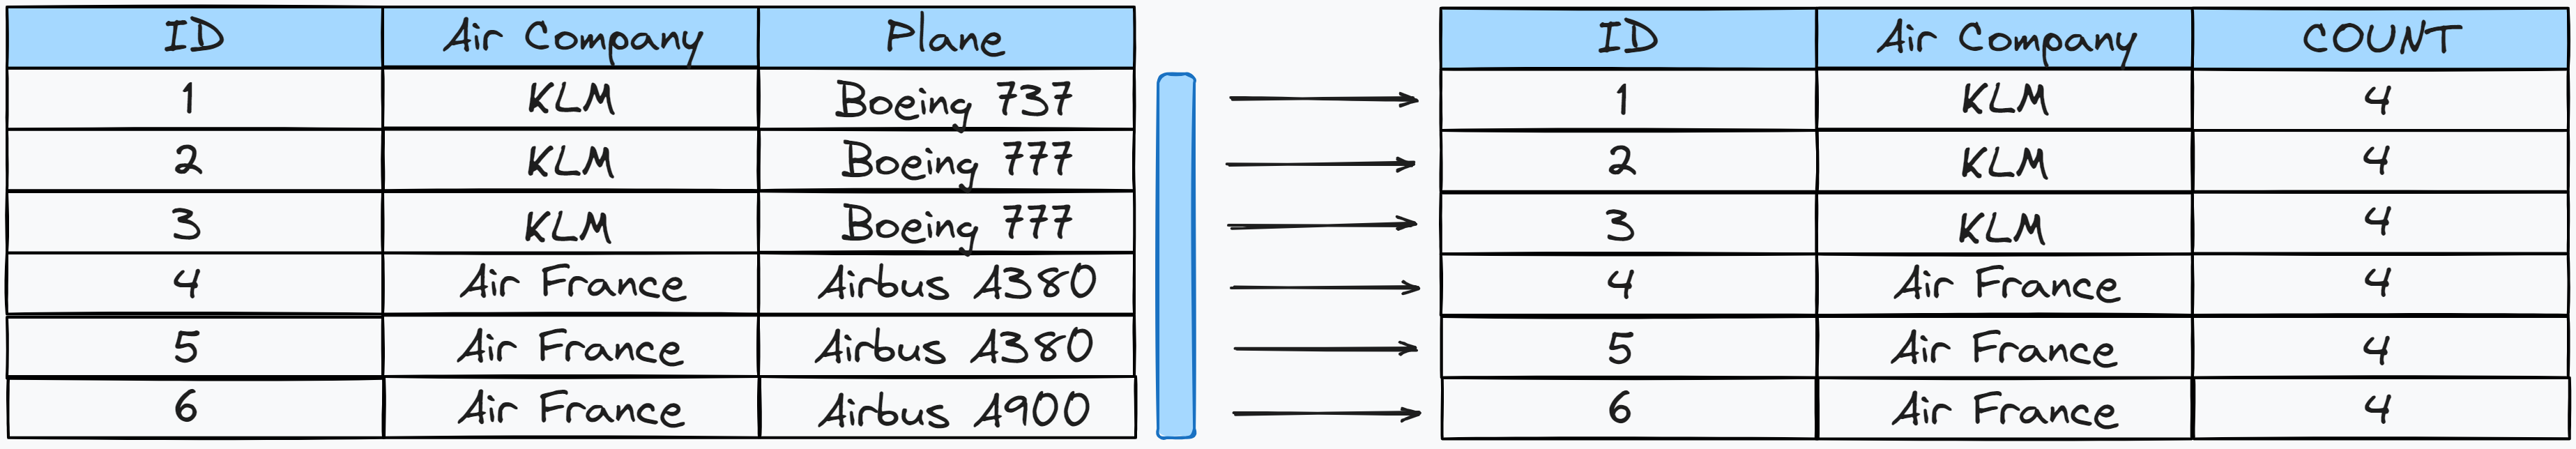 ID Air Company Plane ID Air Company COUNT
1 KLM Boeing 737 1 KLM 4
2 KLM Boeing 777 2 KLM 4
3 KLM Boeing 777 3 KLM 4
4 Air France Airbus A380 4 Air France 4
5 Air France Airbus A380 5 Air France 4
6 Air France Airbus A900 6 Air France 4